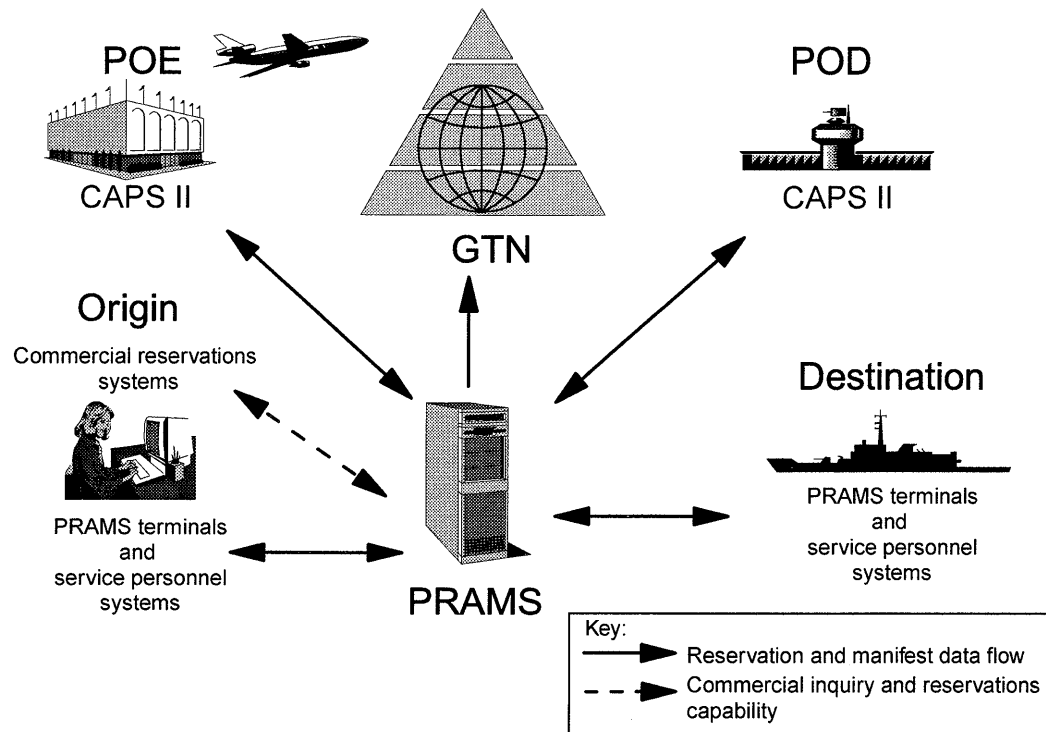 POE
CAPS II
GTN
POD
CAPS II
Origin
Commercial reservations
systems
PRAMS terminals
and
service personnel
systems
PRAMS
Destination
PRAMS terminals
and
service personnel
systems
Key:
Reservation and manifest data flow
Commercial inquiry and reservations
capability